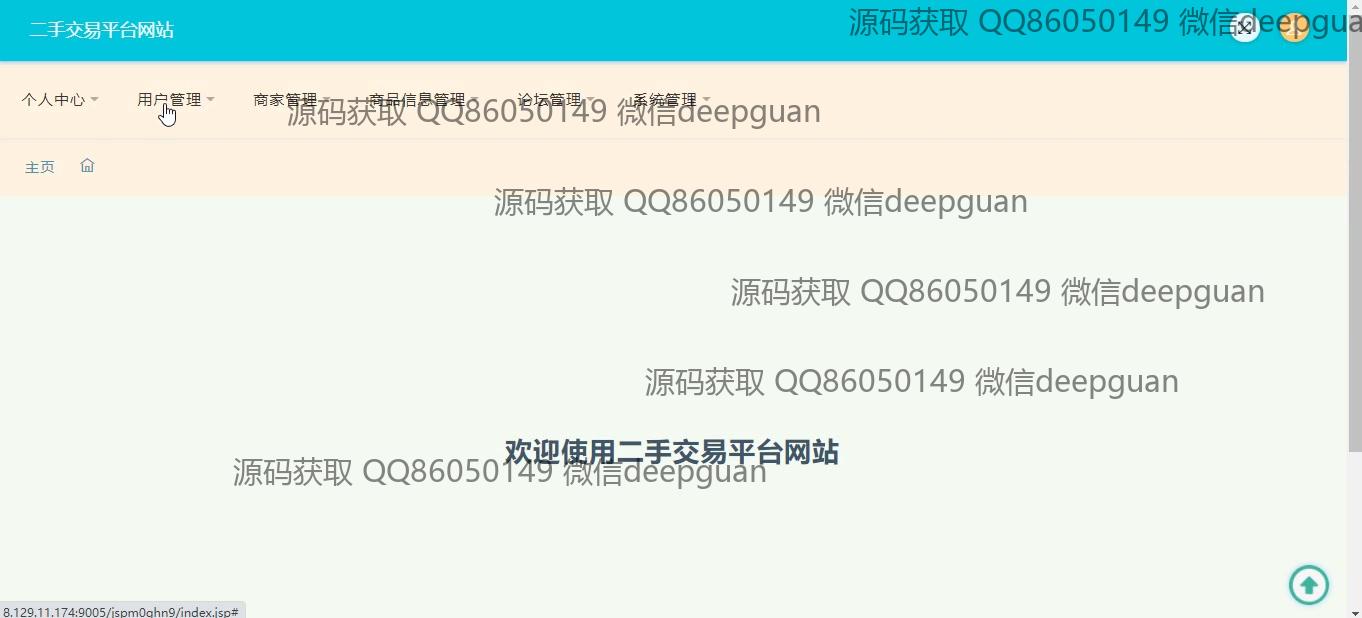 二手交易平台网站
源码获取 QQ86050149 微信deepgua
个人中心 用户管理 商家管理 商品信息管理 论坛管理 系统管理
源码获取 QQ86050149 微信deepguan
主页
源码获取 QQ86050149 微信deepguan
源码获取 QQ86050149 微信deepguan
源码获取 QQ86050149 微信deepguan
欢迎使用二手交易平台网站
源码获取 QQ86050149 微信deepguan
8.129.11.174:9005/jspm0ghn9/index.jsp#